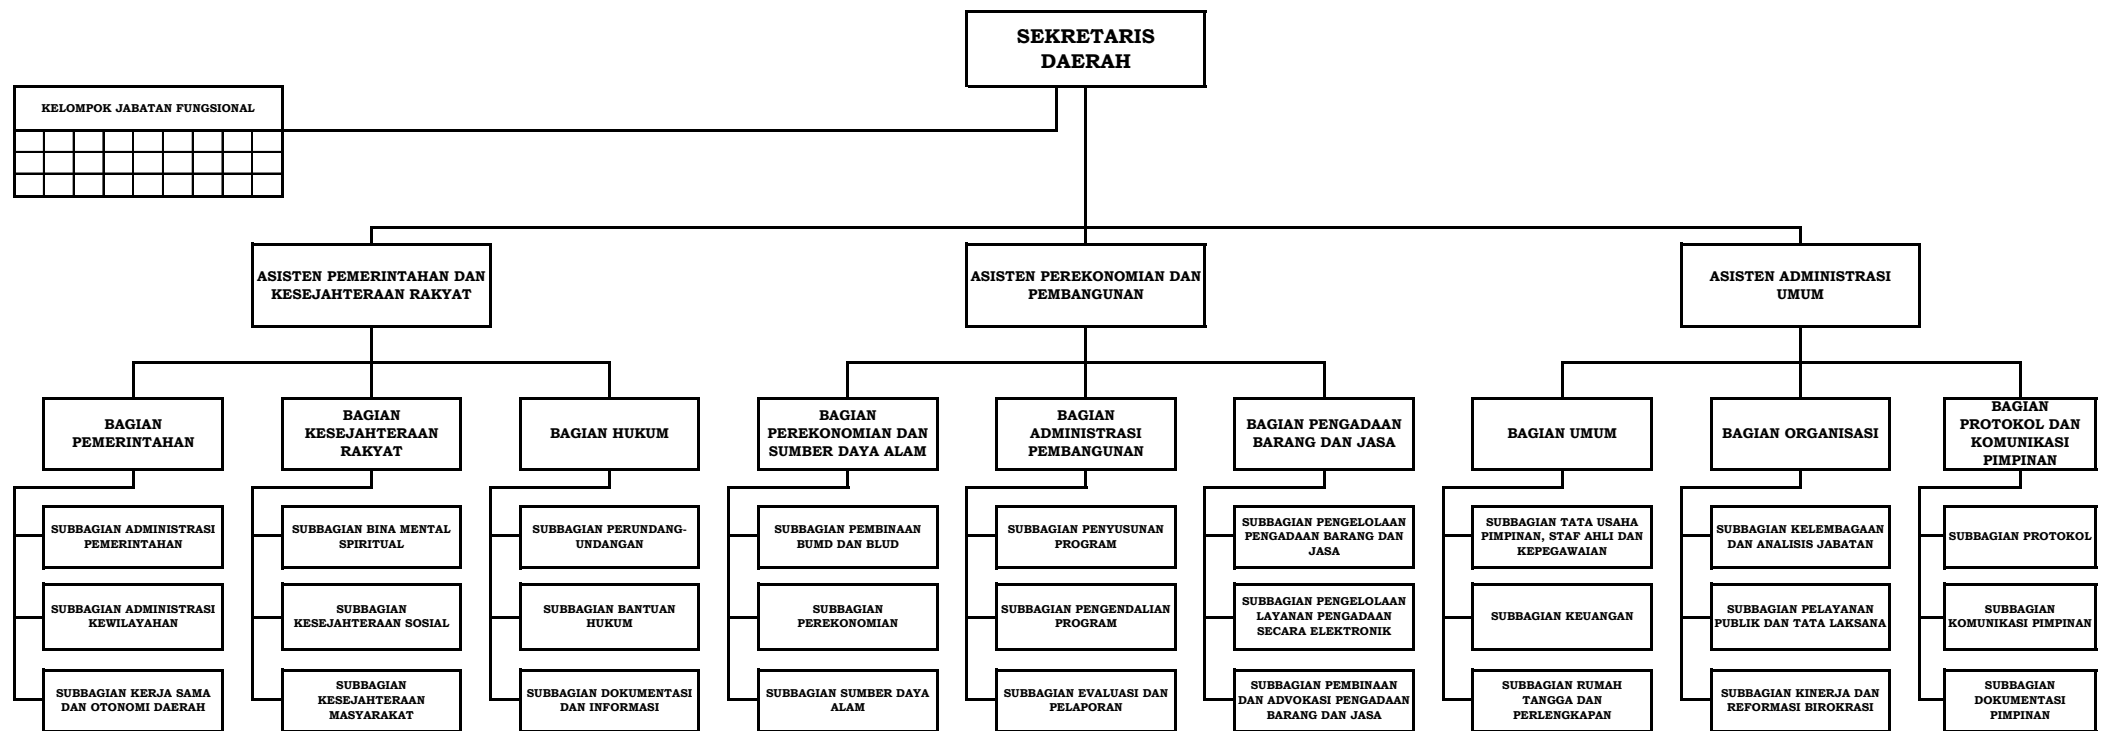 SEKRETARIS
DAERAH
KELOMPOK JABATAN FUNGSIONAL
ASISTEN PEMERINTAHAN DAN
KESEJAHTERAAN RAKYAT
ASISTEN PEREKONOMIAN DAN
PEMBANGUNAN
ASISTEN ADMINISTRASI
UMUM
BAGIAN
PEMERINTAHAN
BAGIAN
KESEJAHTERAAN
RAKYAT
BAGIAN HUKUM
BAGIAN
PEREKONOMIAN DAN
SUMBER DAYA ALAM
BAGIAN
ADMINISTRASI
PEMBANGUNAN
BAGIAN PENGADAAN
BARANG DAN JASA
BAGIAN UMUM
BAGIAN ORGANISASI
BAGIAN
PROTOKOL DAN
KOMUNIKASI
PIMPINAN
SUBBAGIAN ADMINISTRASI
PEMERINTAHAN
SUBBAGIAN BINA MENTAL
SPIRITUAL
SUBBAGIAN PERUNDANG-
UNDANGAN
SUBBAGIAN PEMBINAAN
BUMD DAN BLUD
SUBBAGIAN PENYUSUNAN
PROGRAM
SUBBAGIAN PENGELOLAAN
PENGADAAN BARANG DAN
JASA
SUBBAGIAN TATA USAHA
PIMPINAN, STAF AHLI DAN
KEPEGAWAIAN
SUBBAGIAN KELEMBAGAAN
DAN ANALISIS JABATAN
SUBBAGIAN PROTOKOL
SUBBAGIAN ADMINISTRASI
KEWILAYAHAN
SUBBAGIAN
KESEJAHTERAAN SOSIAL
SUBBAGIAN BANTUAN
HUKUM
SUBBAGIAN
PEREKONOMIAN
SUBBAGIAN PENGENDALIAN
PROGRAM
SUBBAGIAN PENGELOLAAN
LAYANAN PENGADAAN
SECARA ELEKTRONIK
SUBBAGIAN KEUANGAN
SUBBAGIAN PELAYANAN
PUBLIK DAN TATA LAKSANA
SUBBAGIAN
KOMUNIKASI PIMPINAN
SUBBAGIAN KERJA SAMA
DAN OTONOMI DAERAH
SUBBAGIAN
KESEJAHTERAAN
MASYARAKAT
SUBBAGIAN DOKUMENTASI
DAN INFORMASI
SUBBAGIAN SUMBER DAYA
ALAM
SUBBAGIAN EVALUASI DAN
PELAPORAN
SUBBAGIAN PEMBINAAN
DAN ADVOKASI PENGADAAN
BARANG DAN JASA
SUBBAGIAN RUMAH
TANGGA DAN
PERLENGKAPAN
SUBBAGIAN KINERJA DAN
REFORMASI BIROKRASI
SUBBAGIAN
DOKUMENTASI
PIMPINAN